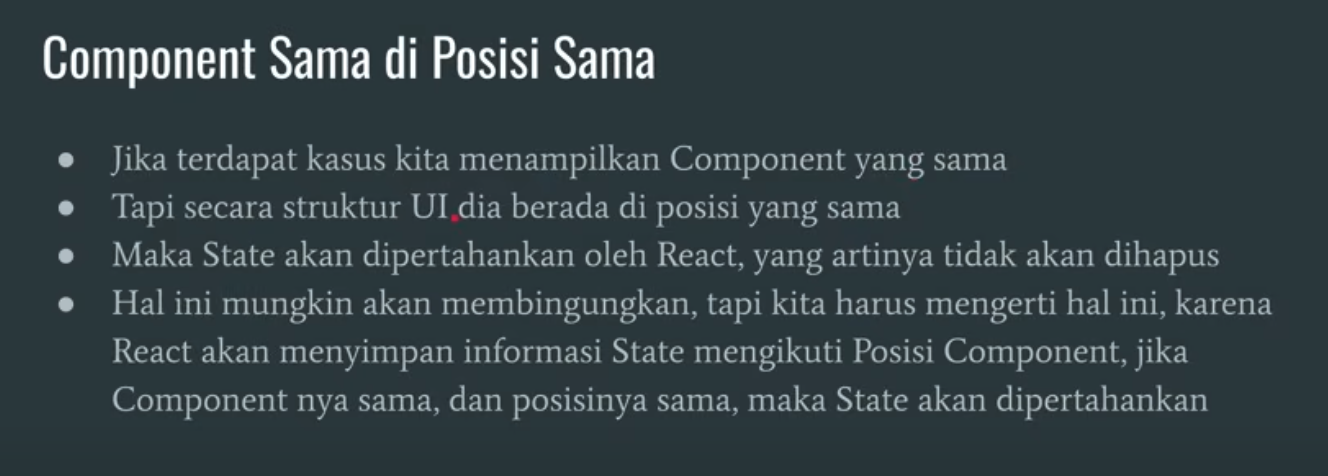 Component Sama di Posisi Sama
● Jika terdapat kasus kita menampilkan Component yang sama
● Tapi secara struktur UI dia berada di posisi yang sama
● Maka State akan dipertahankan oleh React, yang artinya tidak akan dihapus
● Hal ini mungkin akan membingungkan, tapi kita harus mengerti hal ini, karena
React akan menyimpan informasi State mengikuti Posisi Component, jika
Component nya sama, dan posisinya sama, maka State akan dipertahankan